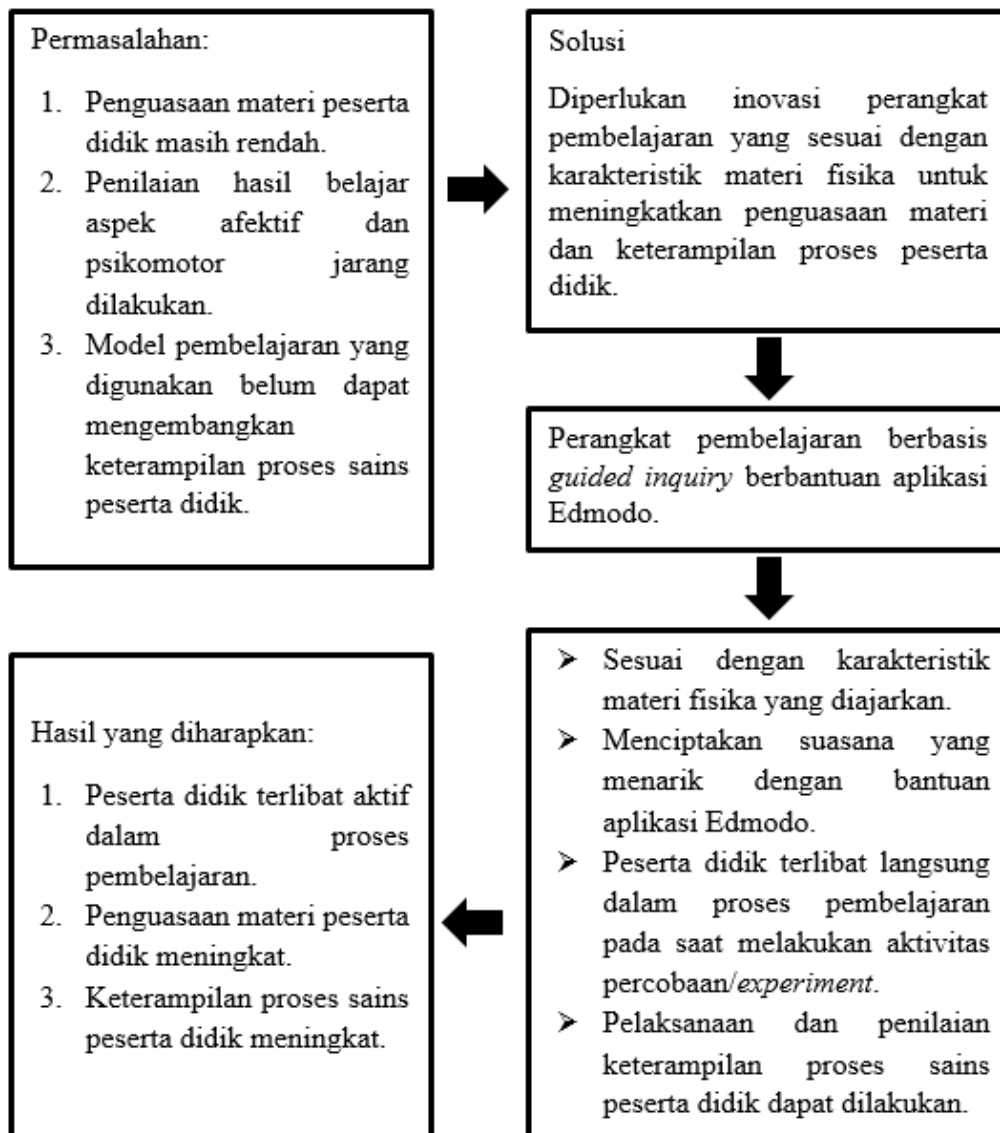 Permasalahan:
1. Penguasaan materi peserta
didik masih rendah.
2. Penilaian hasil belajar
aspek afektif dan
psikomotor jarang
dilakukan.
3. Model pembelajaran yang
digunakan belum dapat
mengembangkan
keterampilan proses sains
peserta didik.
Solusi
Diperlukan inovasi perangkat
pembelajaran yang sesuai dengan
karakteristik materi fisika untuk
meningkatkan penguasaan materi
dan keterampilan proses peserta
didik.
Perangkat pembelajaran berbasis
guided inquiry berbantuan aplikasi
Edmodo.
➤ Sesuai dengan karakteristik
materi fisika yang diajarkan.
➤ Menciptakan suasana yang
menarik dengan bantuan
aplikasi Edmodo.
➤ Peserta didik terlibat langsung
dalam proses pembelajaran
pada saat melakukan aktivitas
percobaan/experiment.
➤ Pelaksanaan dan penilaian
keterampilan proses sains
peserta didik dapat dilakukan.
Hasil yang diharapkan:
1. Peserta didik terlibat aktif
dalam proses
pembelajaran.
2. Penguasaan materi peserta
didik meningkat.
3. Keterampilan proses sains
peserta didik meningkat.